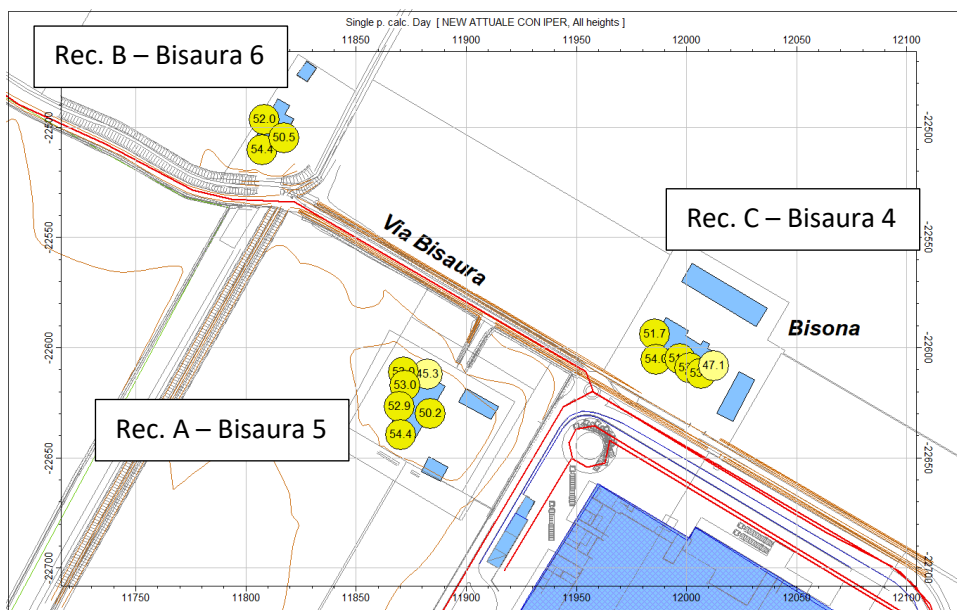 Single p. calc. Day [ NEW ATTUALE CON IPER, All heights ]
11850 11900 11950 12000 12050 12100
Rec. B – Bisaura 6
-22500
52.0
50.5
54.4
-22500
Rec. C – Bisaura 4
Via Bisaura
-22550
-22550
Bisona
51.7
54.0
47.1
-22600
-22600
45.3
53.0
52.9
50.2
54.4
Rec. A – Bisaura 5
-22650
-22650
-22700
-22700
11750 11800 11850 11900 11950 12000 12050 12100